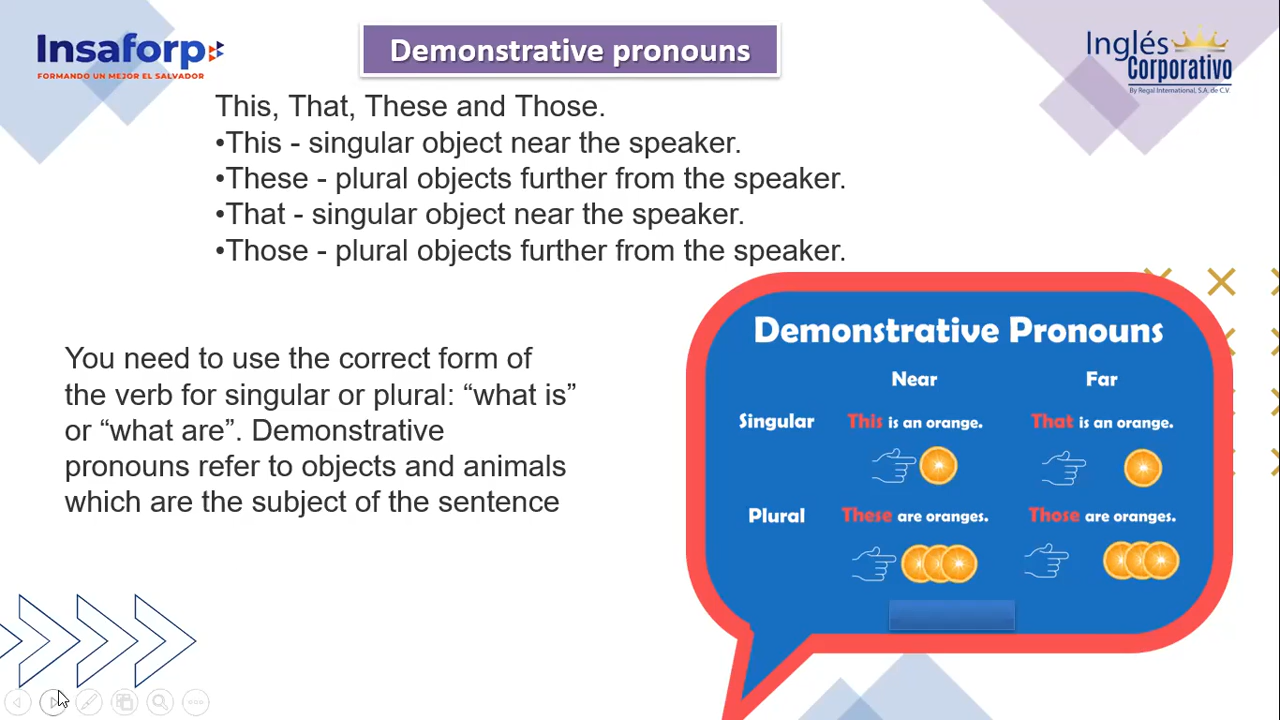 Insaforp
FORMANDO UN MEJOR EL SALVADOR
Demonstrative pronouns
Inglés
Corporativo
By Regal International, S.A. de C.V.
This, That, These and Those.
•This - singular object near the speaker.
•These - plural objects further from the speaker.
•That - singular object near the speaker.
•Those - plural objects further from the speaker.
You need to use the correct form of
the verb for singular or plural: “what is”
or “what are”. Demonstrative
pronouns refer to objects and animals
which are the subject of the sentence
Demonstrative Pronouns
Near Far
Singular This is an orange. That is an orange.
Plural These are oranges. Those are oranges.